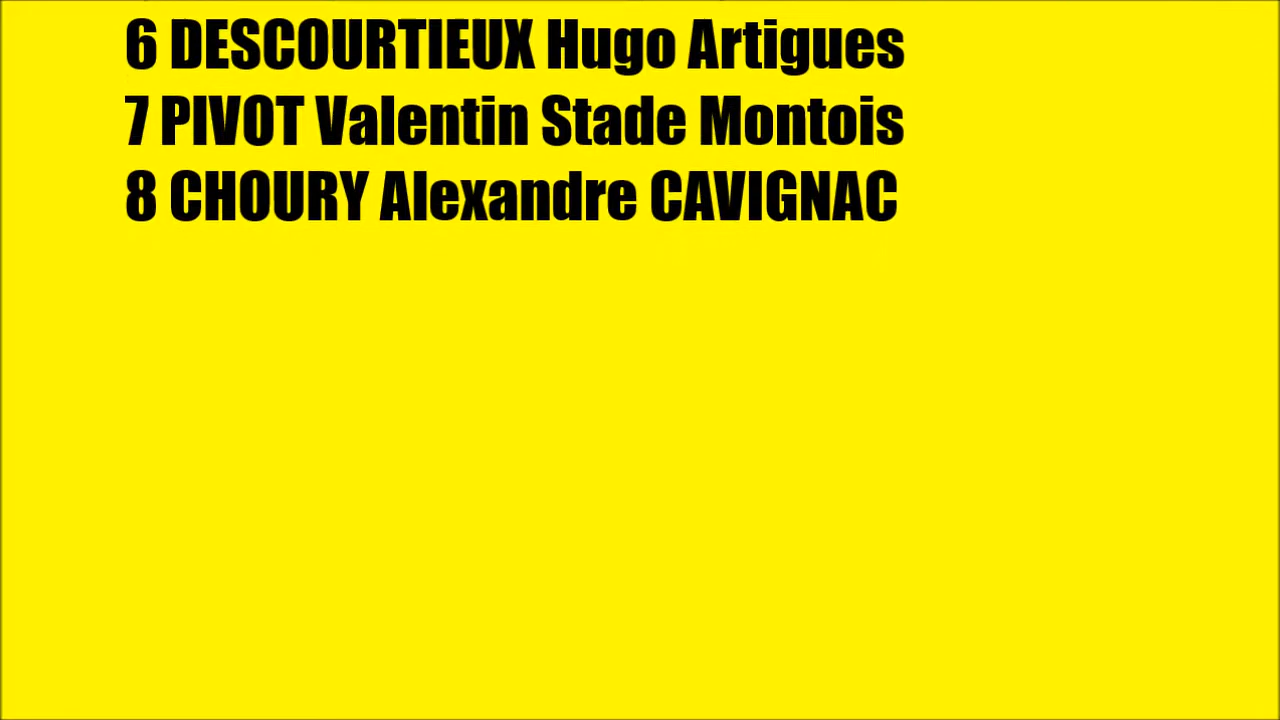 6 DESCOURTIEUX Hugo Artigues
7 PIVOT Valentin Stade Montois
8 CHOURY Alexandre CAVIGNAC